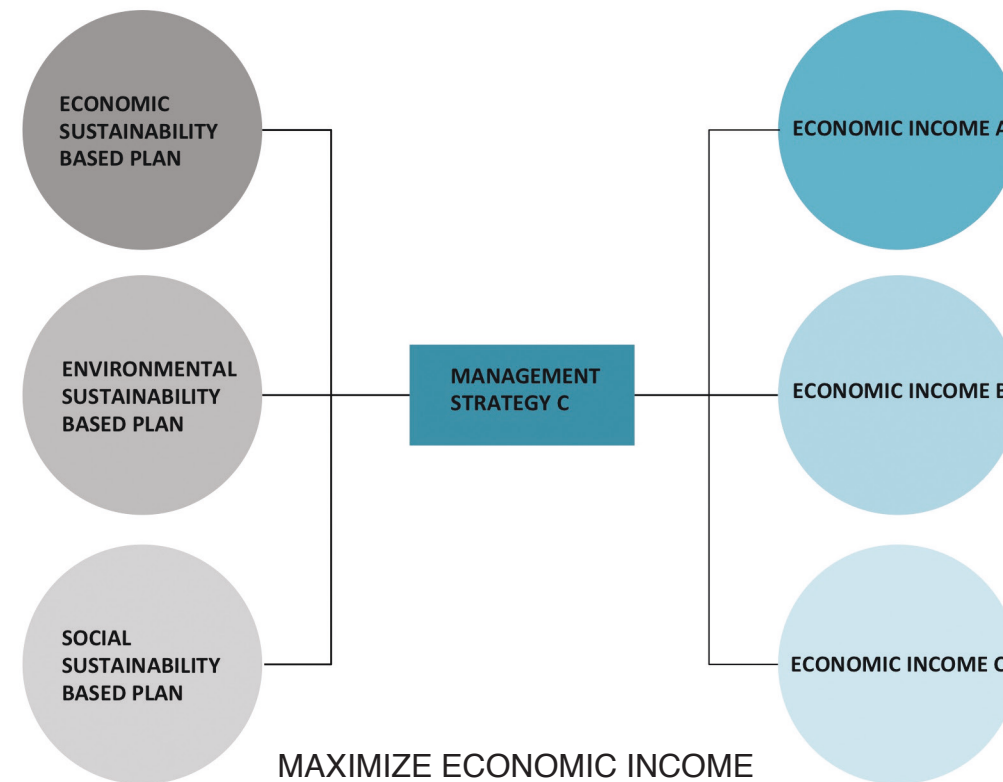 ECONOMIC
SUSTAINABILITY
BASED PLAN
ECONOMIC INCOME A
ENVIRONMENTAL
SUSTAINABILITY
BASED PLAN
MANAGEMENT
STRATEGY C
ECONOMIC INCOME B
SOCIAL
SUSTAINABILITY
BASED PLAN
ECONOMIC INCOME C
MAXIMIZE ECONOMIC INCOME